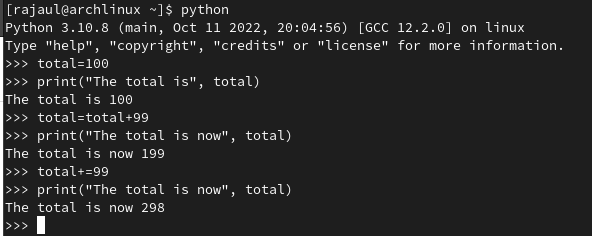 [rajaul@archlinux ~]$ python
Python 3.10.8 (main, Oct 11 2022, 20:04:56) [GCC 12.2.0] on linux
Type "help", "copyright", "credits" or "license" for more information.
>>> total=100
>>> print("The total is", total)
The total is 100
>>> total=total+99
>>> print("The total is now", total)
The total is now 199
>>> total+=99
>>> print("The total is now", total)
The total is now 298
>>>